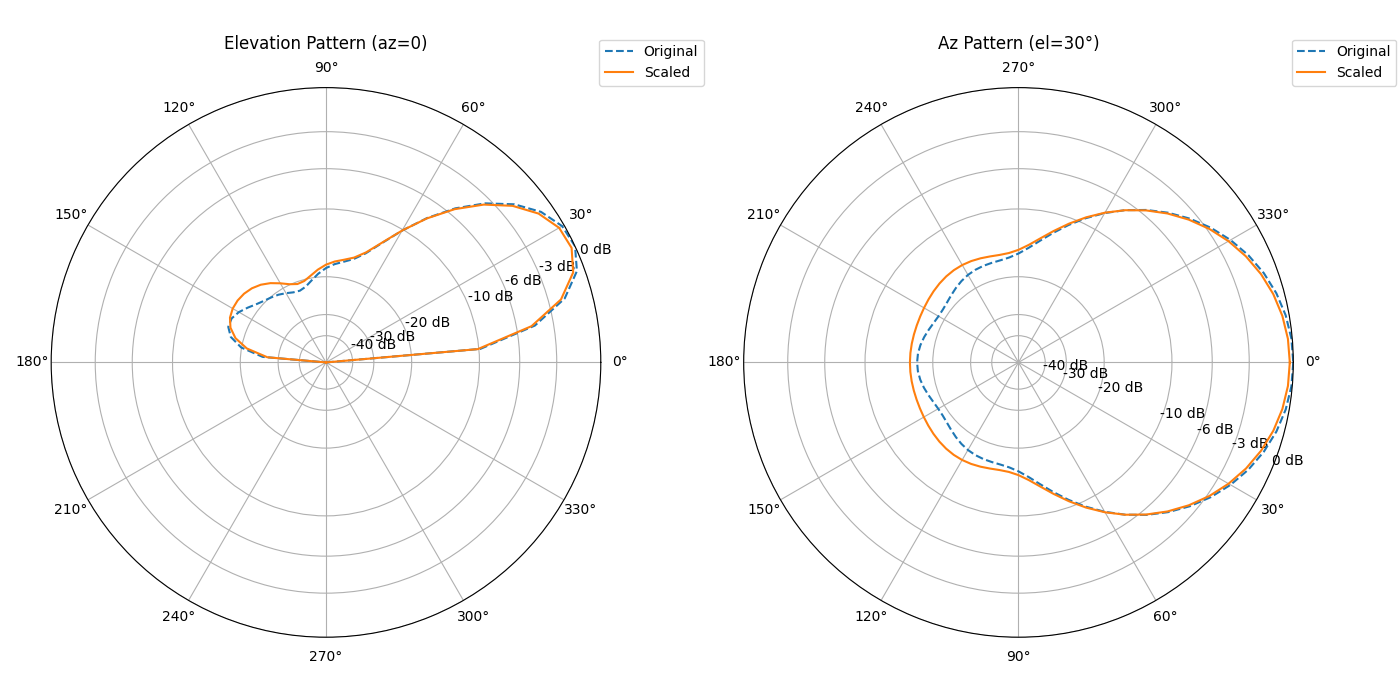 Elevation Pattern (az=0)
Original
Scaled
90°
120°
60°
150°
30°
0 dB
-3 dB
-6 dB
-10 dB
-20 dB
-30 dB
-40 dB
180°
0°
210°
330°
240°
300°
270°
Az Pattern (el=30°)
Original
Scaled
270°
240°
300°
210°
330°
180°
0°
-40 dB
-30 dB
-20 dB
-10 dB
-6 dB
-3 dB
0 dB
150°
30°
120°
60°
90°